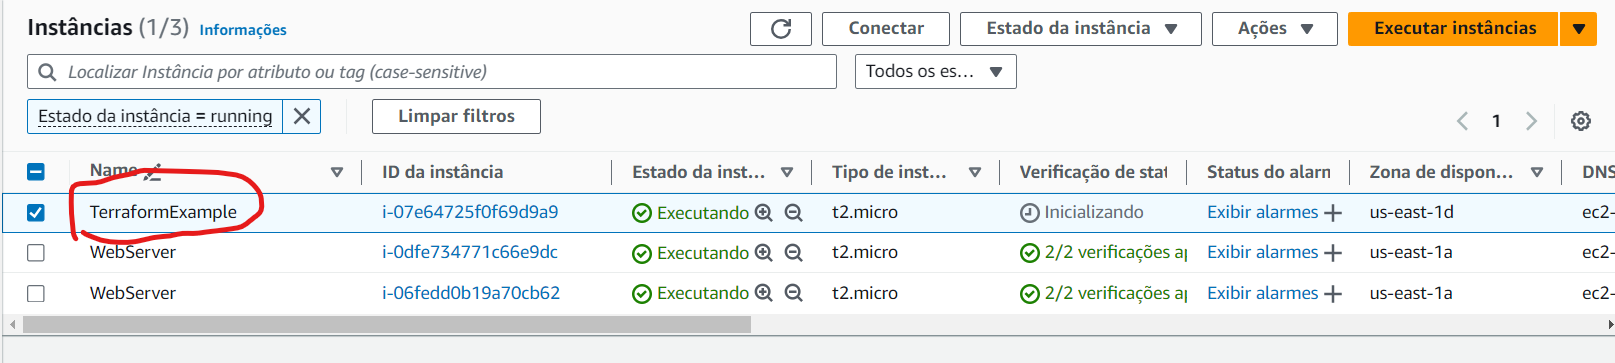 Instâncias (1/3) Informações Conectar Estado da instância Ações Executar instâncias
Localizar Instância por atributo ou tag (case-sensitive) Todos os es...
Estado da instância = running Limpar filtros 1
Name ID da instância Estado da inst... Tipo de inst... Verificação de stat Status do alarn Zona de dispon... DNS
TerraformExample i-07e64725f0f69d9a9 Executando t2.micro Inicializando Exibir alarmes us-east-1d ec2-
WebServer i-0dfe734771c66e9dc Executando t2.micro 2/2 verificações ap Exibir alarmes us-east-1a ec2-
WebServer i-06fedd0b19a70cb62 Executando t2.micro 2/2 verificações ap Exibir alarmes us-east-1a ec2-